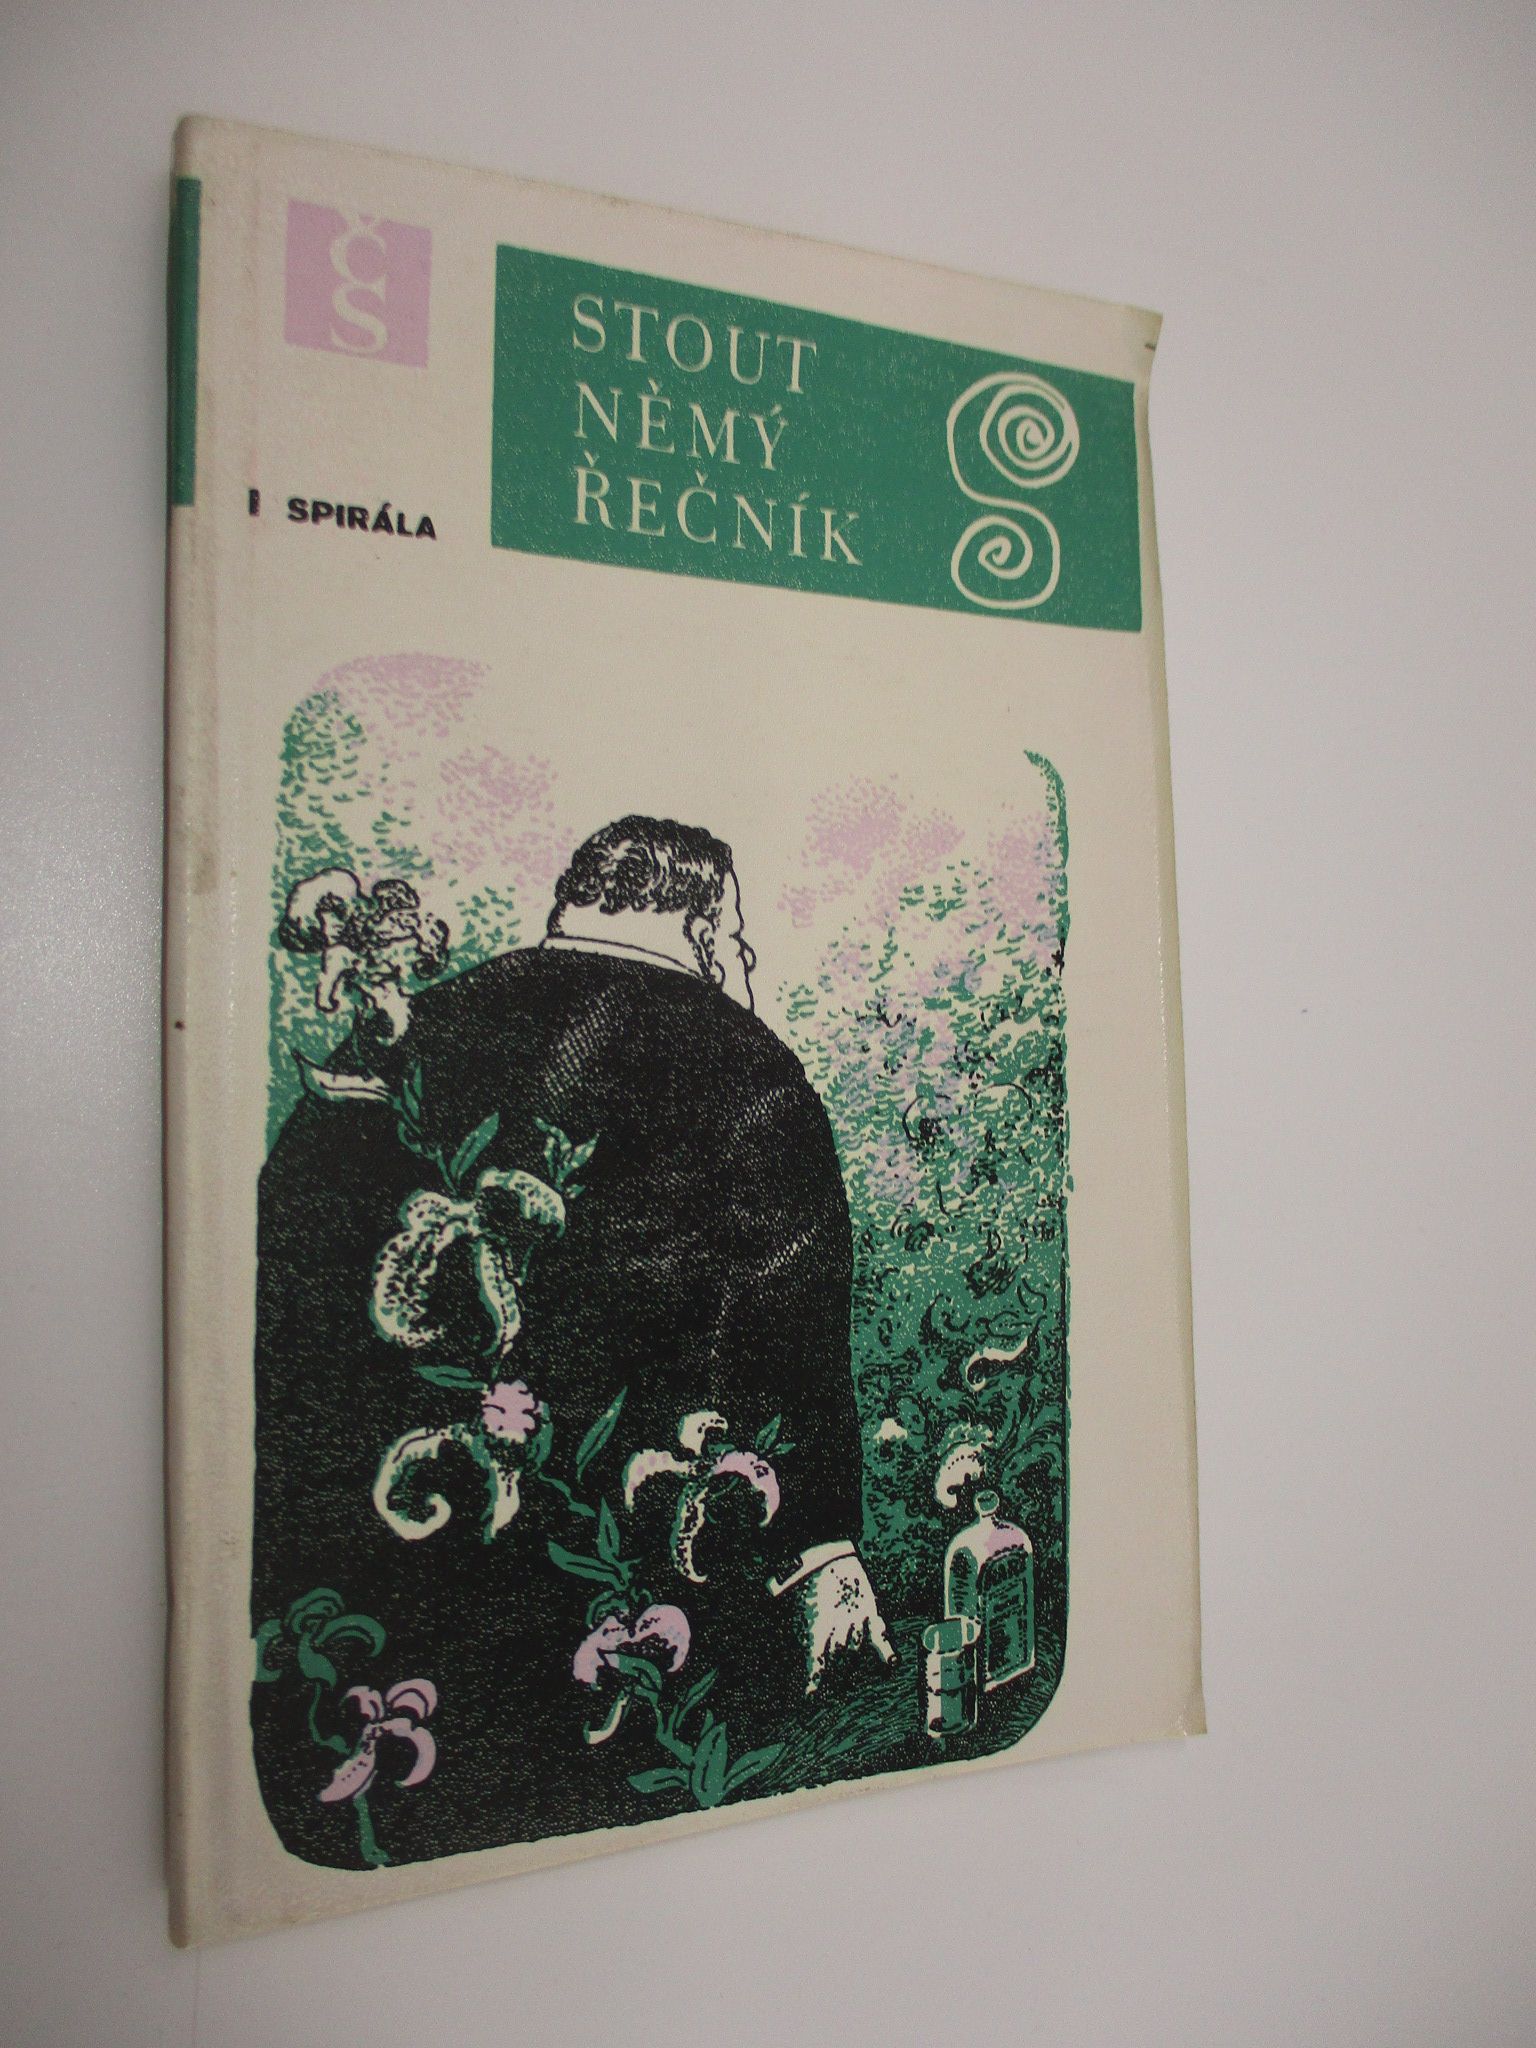 ČS
STOUT
NĚMÝ
ŘEČNÍK
SPIRÁLA